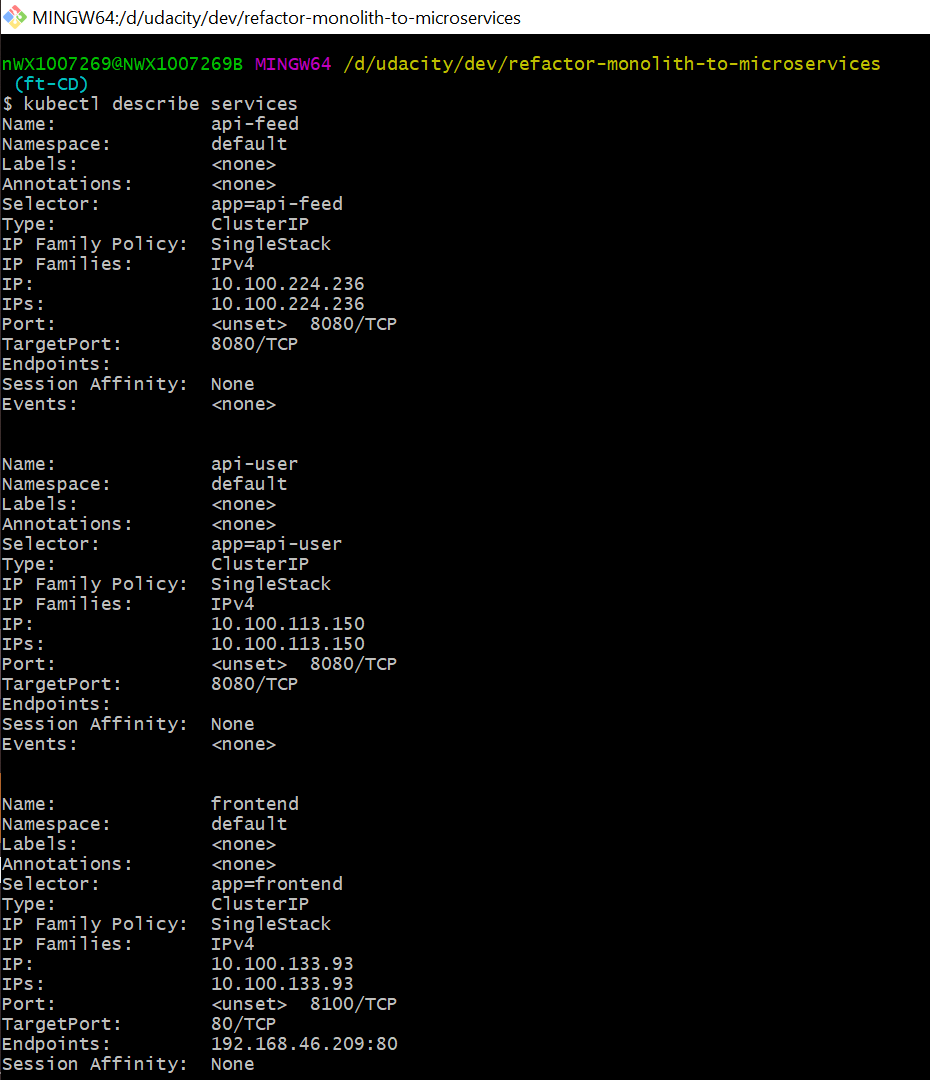 MINGW64:/d/udacity/dev/refactor-monolith-to-microservices
nWX1007269@NWX1007269B MINGW64 /d/udacity/dev/refactor-monolith-to-microservices
(ft-CD)
$ kubectl describe services
Name:              api-feed
Namespace:         default
Labels:            <none>
Annotations:       <none>
Selector:          app=api-feed
Type:              ClusterIP
IP Family Policy:  SingleStack
IP Families:       IPv4
IP:                10.100.224.236
IPs:               10.100.224.236
Port:              <unset>  8080/TCP
TargetPort:        8080/TCP
Endpoints:
Session Affinity:  None
Events:            <none>
Name:              api-user
Namespace:         default
Labels:            <none>
Annotations:       <none>
Selector:          app=api-user
Type:              ClusterIP
IP Family Policy:  SingleStack
IP Families:       IPv4
IP:                10.100.113.150
IPs:               10.100.113.150
Port:              <unset>  8080/TCP
TargetPort:        8080/TCP
Endpoints:
Session Affinity:  None
Events:            <none>
Name:              frontend
Namespace:         default
Labels:            <none>
Annotations:       <none>
Selector:          app=frontend
Type:              ClusterIP
IP Family Policy:  SingleStack
IP Families:       IPv4
IP:                10.100.133.93
IPs:               10.100.133.93
Port:              <unset>  8100/TCP
TargetPort:        80/TCP
Endpoints:         192.168.46.209:80
Session Affinity:  None